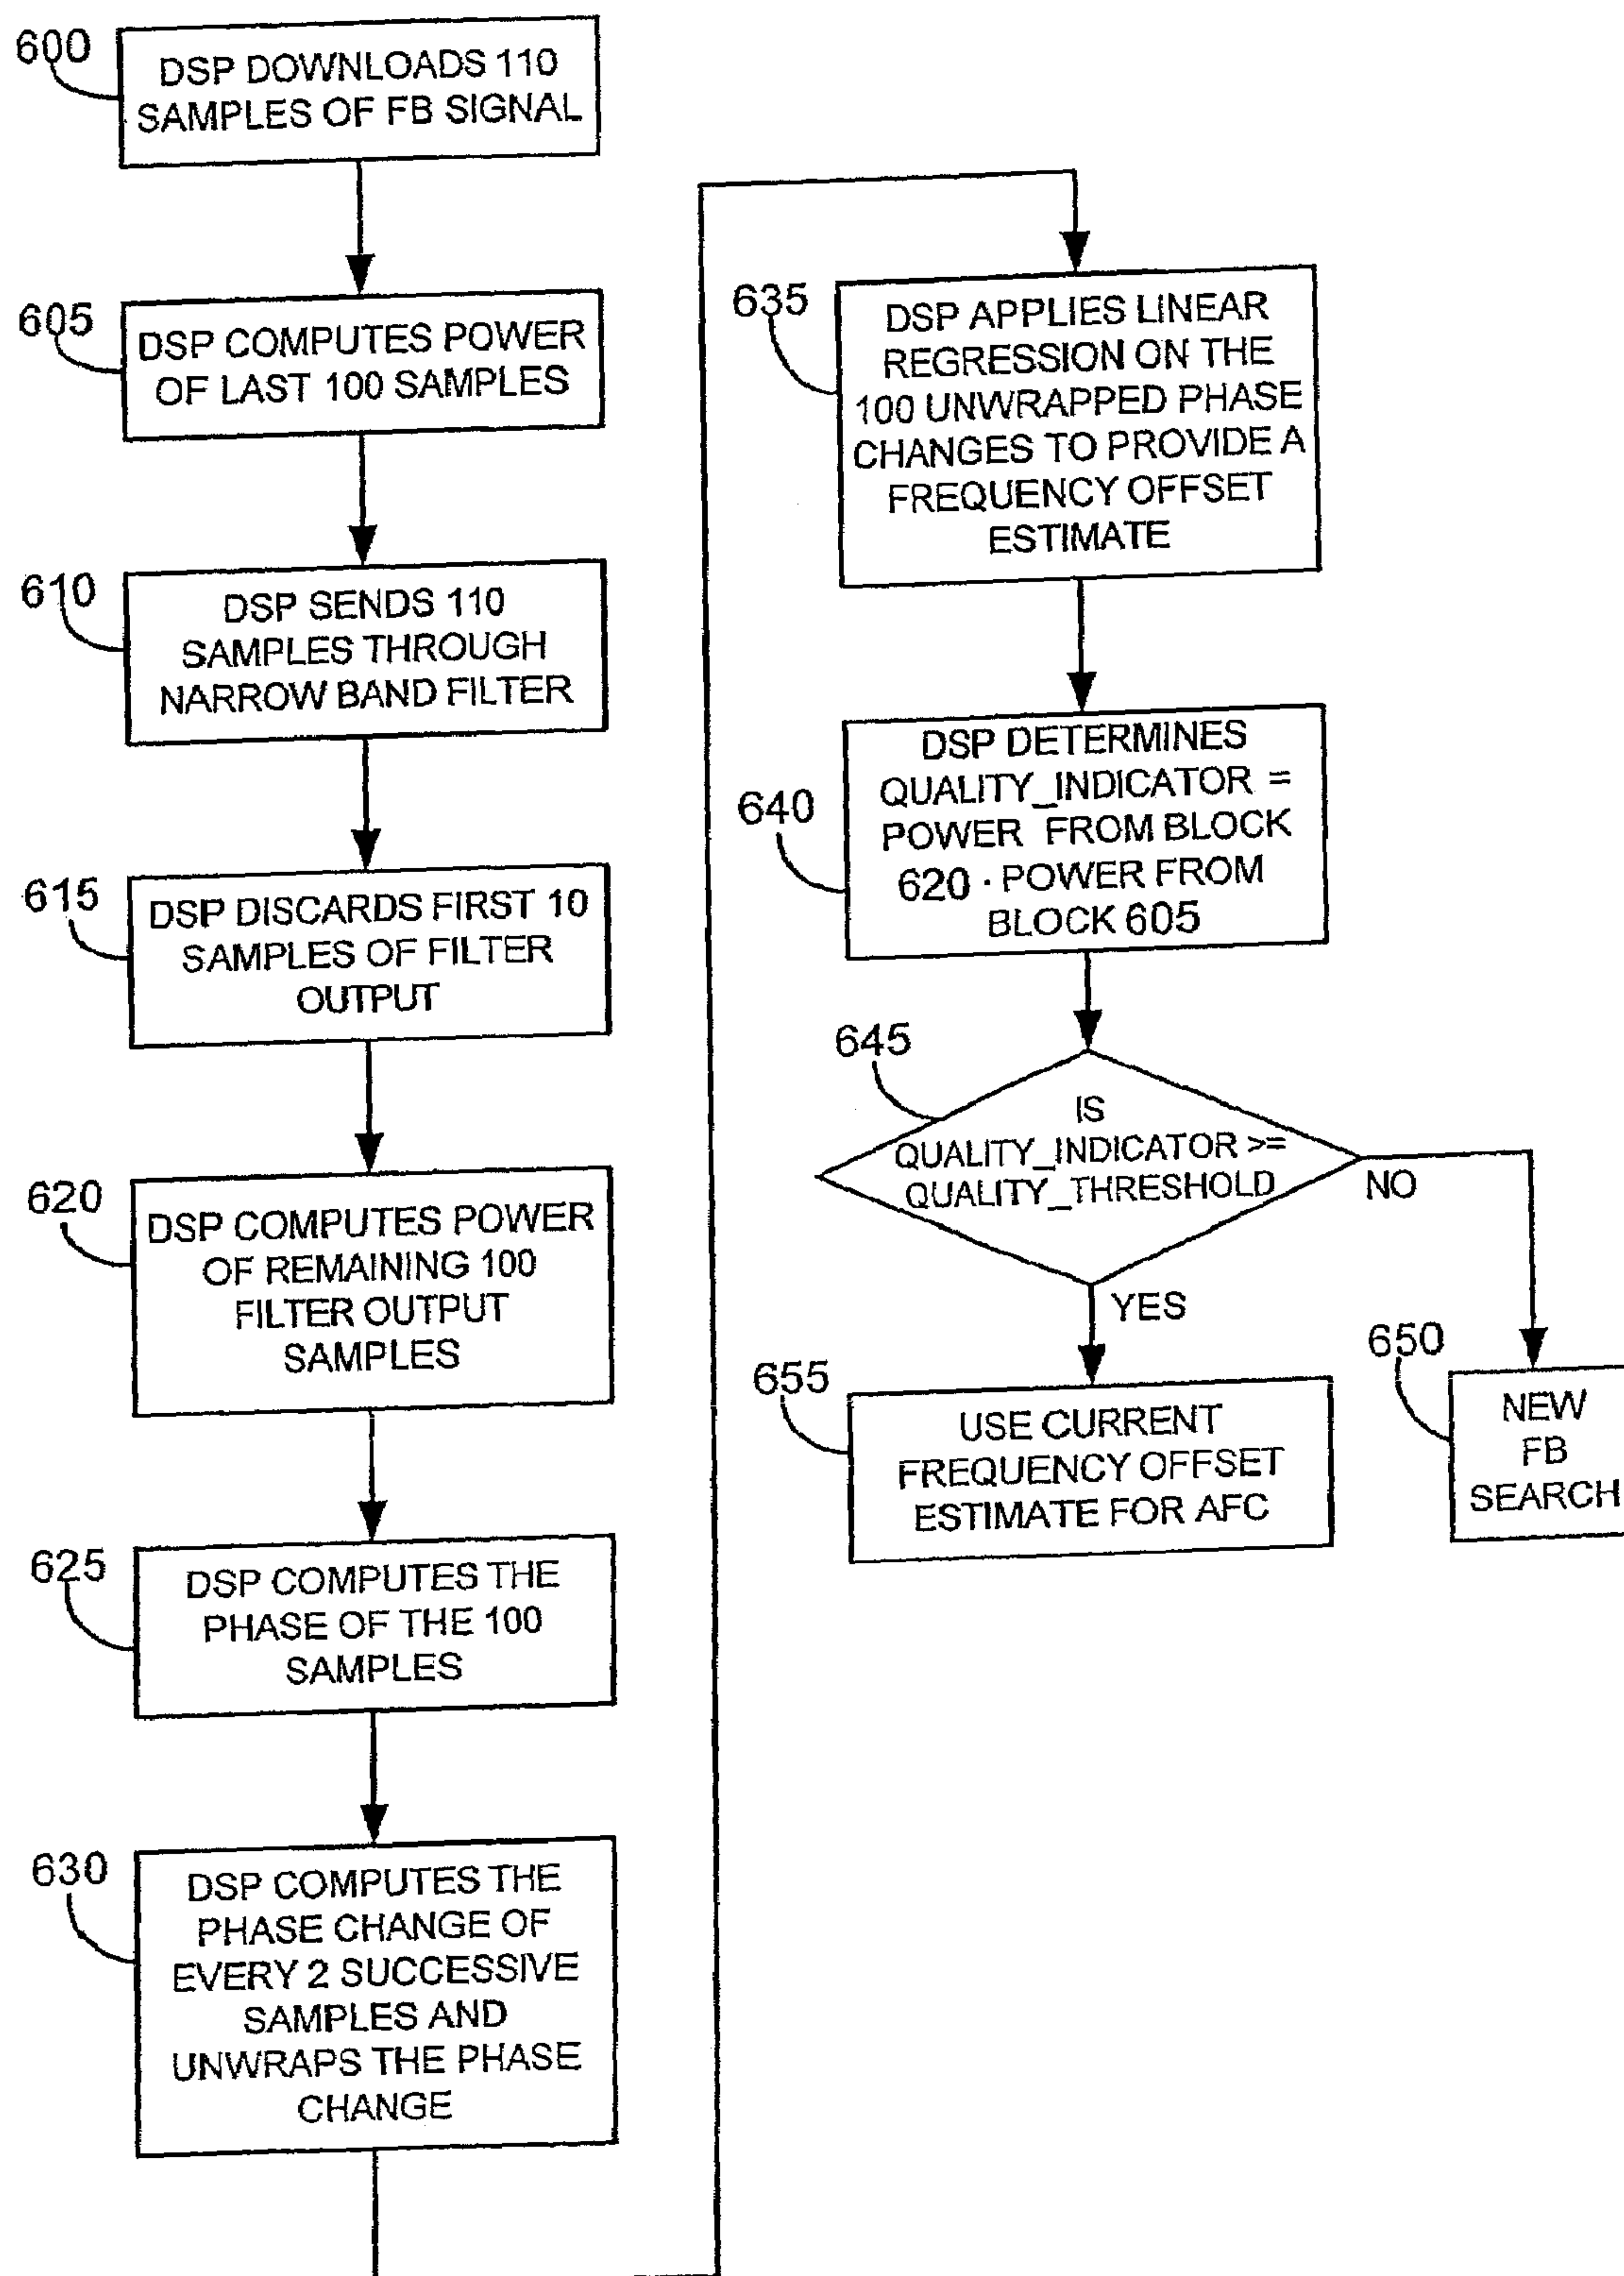 600
DSP DOWNLOADS 110
SAMPLES OF FB SIGNAL
605
DSP COMPUTES POWER
OF LAST 100 SAMPLES
610
DSP SENDS 110
SAMPLES THROUGH
NARROW BAND FILTER
615
DSP DISCARDS FIRST 10
SAMPLES OF FILTER
OUTPUT
620
DSP COMPUTES POWER
OF REMAINING 100
FILTER OUTPUT
SAMPLES
625
DSP COMPUTES THE
PHASE OF THE 100
SAMPLES
630
DSP COMPUTES THE
PHASE CHANGE OF
EVERY 2 SUCCESSIVE
SAMPLES AND
UNWRAPS THE PHASE
CHANGE
635
DSP APPLIES LINEAR
REGRESSION ON THE
100 UNWRAPPED PHASE
CHANGES TO PROVIDE A
FREQUENCY OFFSET
ESTIMATE
640
DSP DETERMINES
QUALITY_INDICATOR =
POWER FROM BLOCK
620 · POWER FROM
BLOCK 605
645
IS
QUALITY_INDICATOR >=
QUALITY_THRESHOLD
NO
YES
650
NEW
FB
SEARCH
655
USE CURRENT
FREQUENCY OFFSET
ESTIMATE FOR AFC